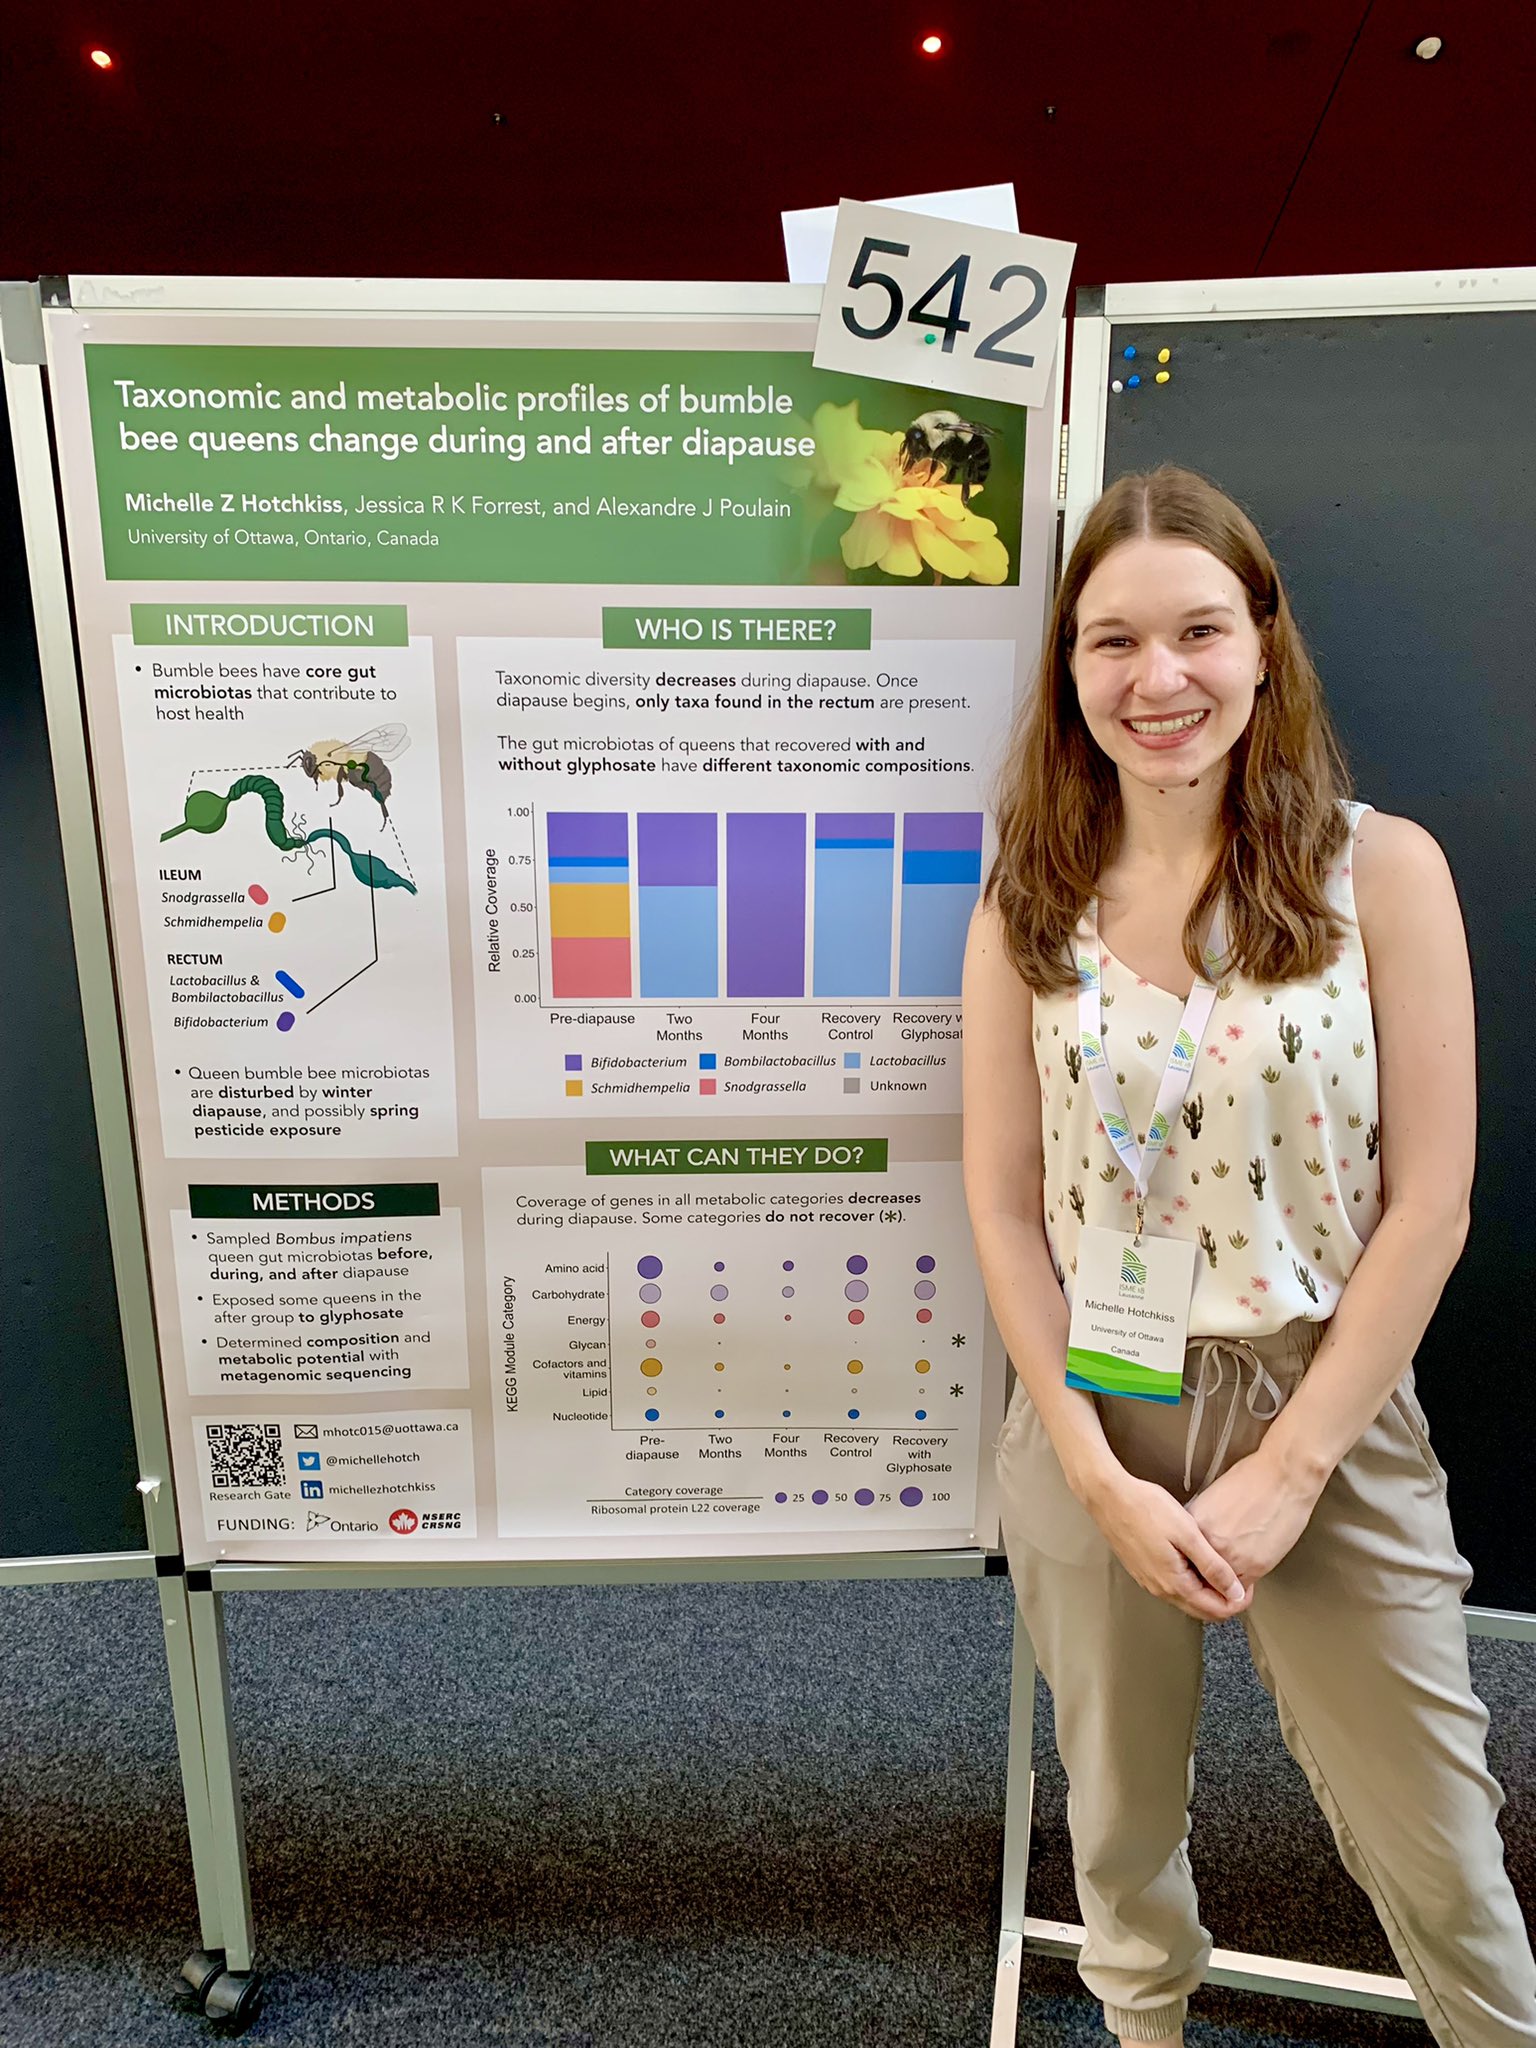 542
Taxonomic and metabolic profiles of bumble
bee queens change during and after diapause
Michelle Z Hotchkiss, Jessica R K Forrest, and Alexandre J Poulain
University of Ottawa, Ontario, Canada
INTRODUCTION
• Bumble bees have core gut
microbiotas that contribute to
host health
ILEUM
Snodgrassella
Schmidhempelia
RECTUM
Lactobacillus &
Bombilactobacillus
Bifidobacterium
• Queen bumble bee microbiotas
are disturbed by winter
diapause, and possibly spring
pesticide exposure
METHODS
• Sampled Bombus impatiens
queen gut microbiotas before,
during, and after diapause
• Exposed some queens in the
after group to glyphosate
• Determined composition and
metabolic potential with
metagenomic sequencing
Research Gate
mhotc015@uottawa.ca
@michellehotch
in michellezhotchkiss
FUNDING: Ontario NSERC
CRSNG
WHO IS THERE?
Taxonomic diversity decreases during diapause. Once
diapause begins, only taxa found in the rectum are present.
The gut microbiotas of queens that recovered with and
without glyphosate have different taxonomic compositions.
Relative Coverage
1.00
0.75
0.50
0.25
0.00
Pre-diapause Two Months Four Months Recovery Control Recovery w Glyphosat
Bifidobacterium Bombilactobacillus Lactobacillus
Schmidhempelia Snodgrassella Unknown
WHAT CAN THEY DO?
Coverage of genes in all metabolic categories decreases
during diapause. Some categories do not recover (*).
KEGG Module Category
Amino acid
Carbohydrate
Energy
Glycan *
Cofactors and
vitamins
Lipid *
Nucleotide
Pre-diapause Two Months Four Months Recovery Control Recovery with Glyphosate
Category coverage
Ribosomal protein L22 coverage
25 50 75 100
ISME18
Lausanne
Michelle Hotchkiss
University of Ottawa
Canada